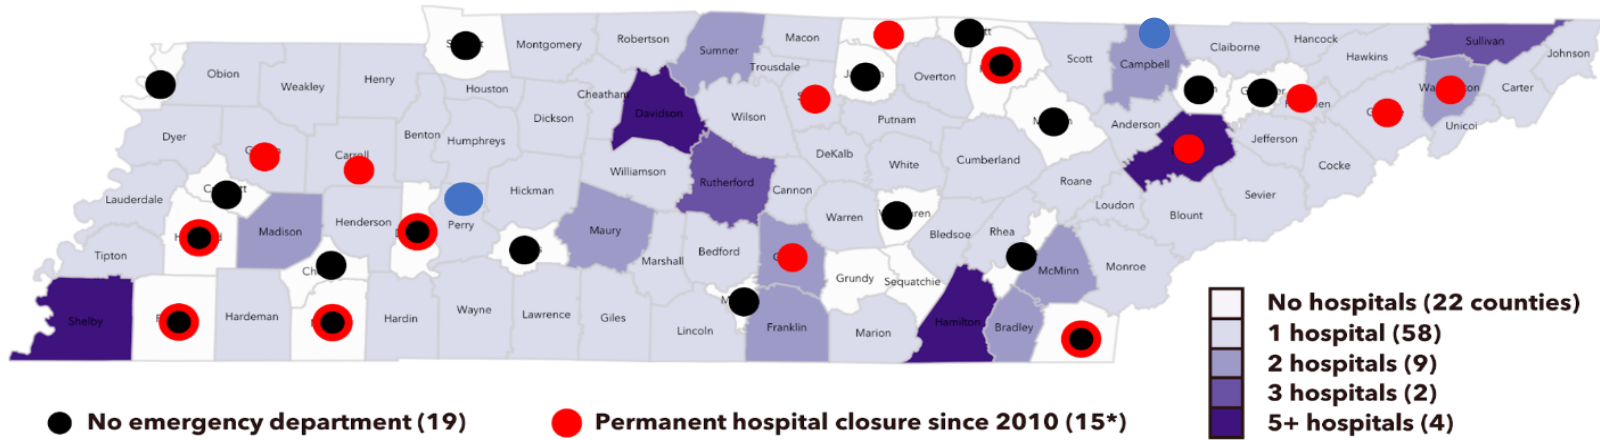 Montgomery
Robertson
Sumner
Macon
Scott
Campbell
Claiborne
Hancock
Hawkins
Sullivan
Johnson
Obion
Weakley
Henry
Houston
Cheatham
Trousdale
Overton
Carter
Dyer
Benton
Humphreys
Dickson
Davidson
Wilson
Putnam
Anderson
Jefferson
Unicoi
Carroll
Williamson
DeKalb
White
Cumberland
Roane
Cocke
Lauderdale
Hickman
Rutherford
Cannon
Loudon
Blount
Sevier
Madison
Henderson
Perry
Maury
Warren
Bledsoe
Rhea
Tipton
Marshall
Bedford
Grundy
Sequatchie
McMinn
Monroe
Shelby
Hardeman
Hardin
Wayne
Lawrence
Giles
Lincoln
Franklin
Marion
Hamilton
Bradley
No hospitals (22 counties)
1 hospital (58)
2 hospitals (9)
3 hospitals (2)
5+ hospitals (4)
No emergency department (19)
Permanent hospital closure since 2010 (15*)